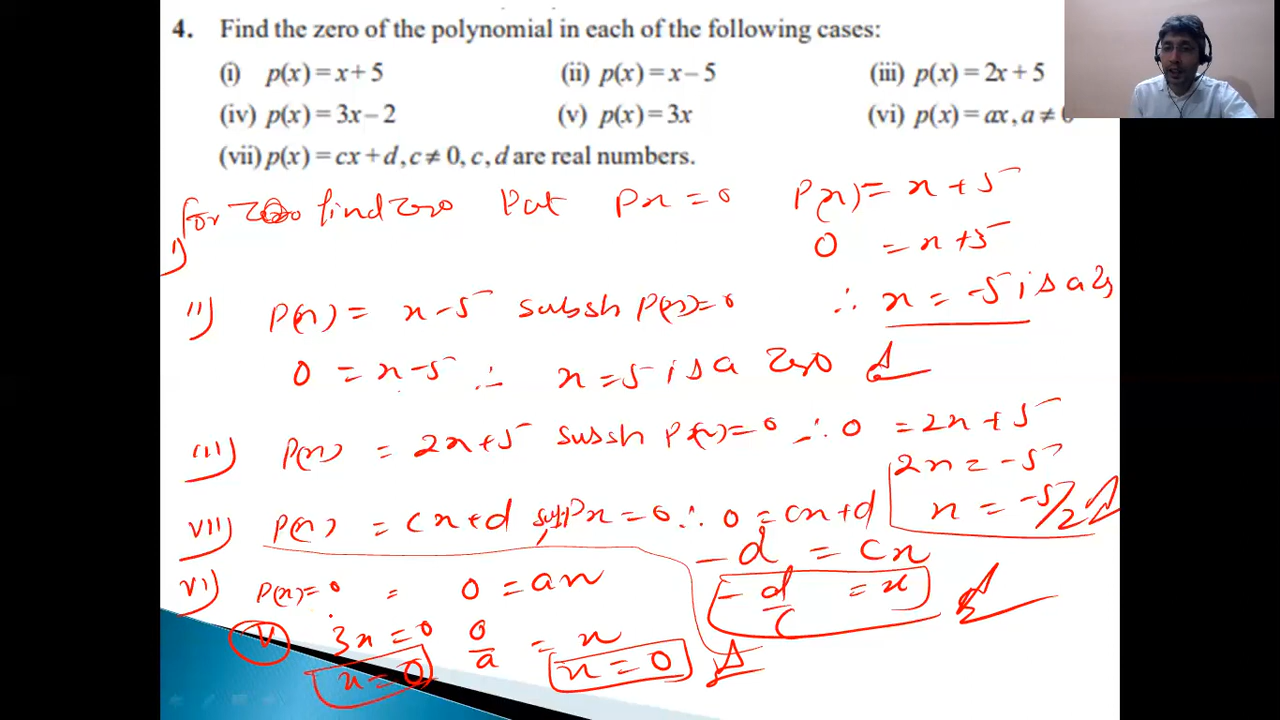 4. Find the zero of the polynomial in each of the following cases:
(i) p(x) = x + 5 (ii) p(x) = x – 5 (iii) p(x) = 2x + 5
(iv) p(x) = 3x – 2 (v) p(x) = 3x (vi) p(x) = ax, a ≠ 0
(vii) p(x) = cx + d, c ≠ 0, c, d are real numbers.
for find zero Put Px = 0 P(x) = x + 5
i) 0 = x + 5
ii) P(x) = x - 5 subsh P(x) = 0 ∴ x = -5 is a
0 = x - 5 ∴ x = 5 is a zero
iii) P(x) = 2x + 5 subsh P(x) = 0 ∴ 0 = 2x + 5
2x = -5
x = -5/2
vii) P(x) = cx + d sub Px = 0 ∴ 0 = cx + d
-d = cx
-d/c = x
vi) P(x) = 0 = 0 = ax
0/a = x
x = 0
V 3x = 0
x = 0